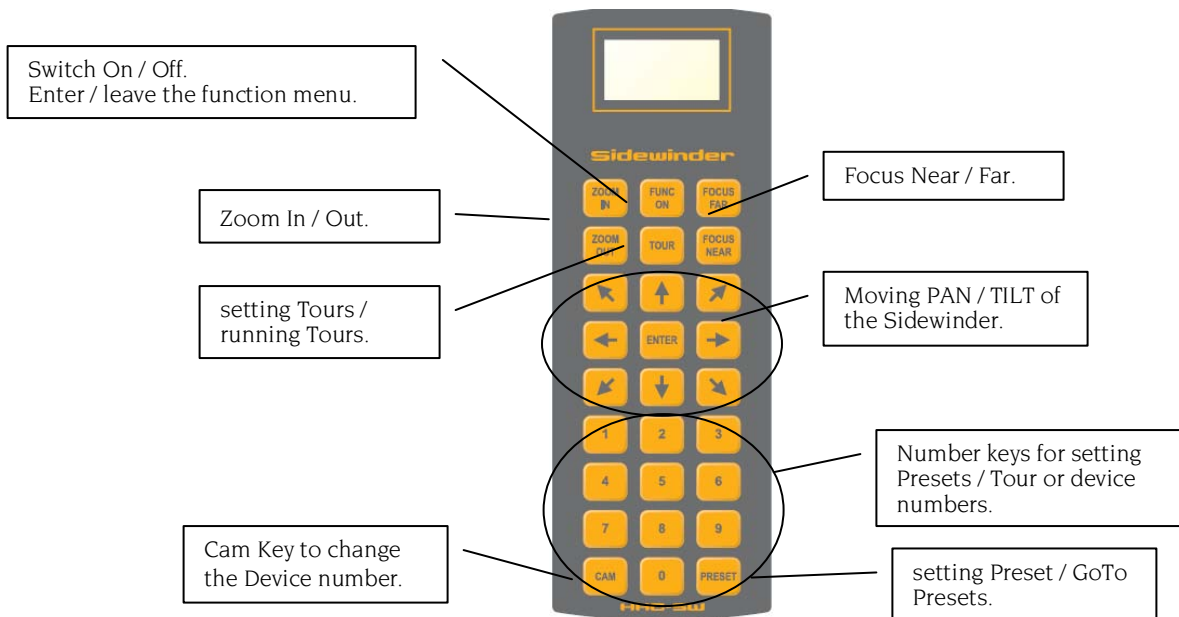 Switch On / Off.
Enter / leave the function menu.
Sidewinder
Focus Near / Far.
ZOOM IN
FUNC ON
FOCUS FAR
Zoom In / Out.
ZOOM OUT
TOUR
FOCUS NEAR
setting Tours /
running Tours.
Moving PAN / TILT of
the Sidewinder.
ENTER
1 2 3
Number keys for setting
Presets / Tour or device
numbers.
4 5 6
7 8 9
Cam Key to change
the Device number.
CAM 0 PRESET
setting Preset / GoTo
Presets.